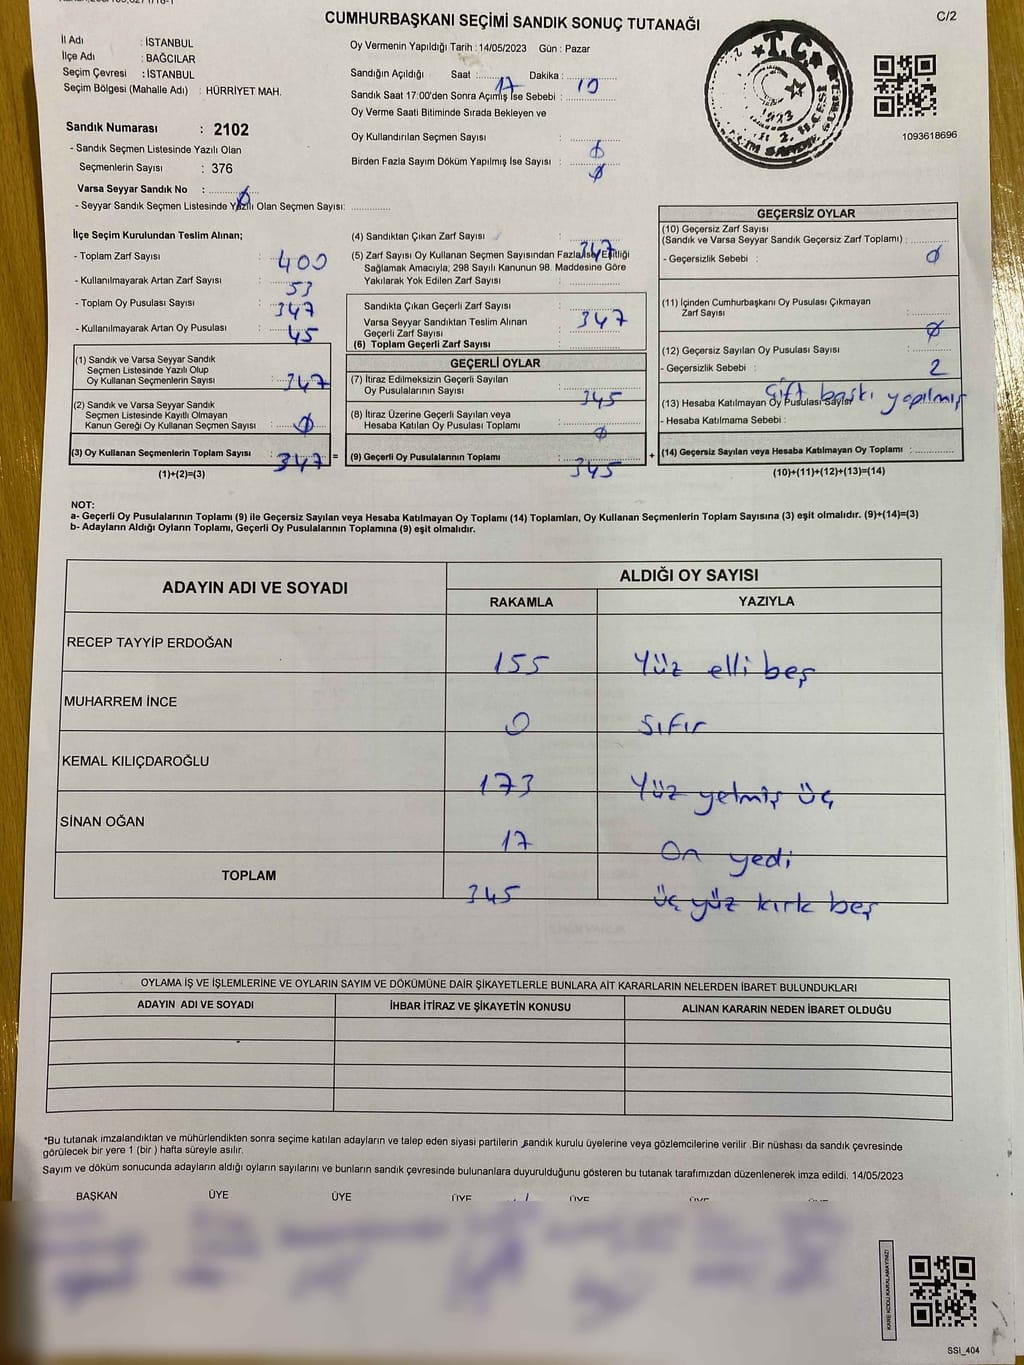 C/2
CUMHURBAŞKANI SEÇİMİ SANDIK SONUÇ TUTANAĞI
İl Adı : İSTANBUL
İlçe Adı : BAĞCILAR
Seçim Çevresi : İSTANBUL
Seçim Bölgesi (Mahalle Adı) : HÜRRİYET MAH.
Sandık Numarası : 2102
- Sandık Seçmen Listesinde Yazılı Olan
Seçmenlerin Sayısı : 376
Varsa Seyyar Sandık No :
- Seyyar Sandık Seçmen Listesinde Yazılı Olan Seçmen Sayısı: Ø
Oy Vermenin Yapıldığı Tarih : 14/05/2023 Gün : Pazar
Sandığın Açıldığı Saat : 17 Dakika : 10
Sandık Saat 17:00'den Sonra Açılmış İse Sebebi :
Oy Verme Saati Bitiminde Sırada Bekleyen ve
Oy Kullandırılan Seçmen Sayısı : Ø
Birden Fazla Sayım Döküm Yapılmış İse Sayısı : Ø
T.C.
1093618696
İlçe Seçim Kurulundan Teslim Alınan;
- Toplam Zarf Sayısı : 400
- Kullanılmayarak Artan Zarf Sayısı : 53
- Toplam Oy Pusulası Sayısı : 347
- Kullanılmayarak Artan Oy Pusulası : 45
(1) Sandık ve Varsa Seyyar Sandık
Seçmen Listesinde Yazılı Olup
Oy Kullanan Seçmenlerin Sayısı : 347
(2) Sandık ve Varsa Seyyar Sandık
Seçmen Listesinde Kayıtlı Olmayan
Kanun Gereği Oy Kullanan Seçmen Sayısı : Ø
(3) Oy Kullanan Seçmenlerin Toplam Sayısı : 347
(1)+(2)=(3)
(4) Sandıktan Çıkan Zarf Sayısı : 347
(5) Zarf Sayısı Oy Kullanan Seçmen Sayısından Fazla İse, Eşitliği
Sağlamak Amacıyla; 298 Sayılı Kanunun 98. Maddesine Göre
Yakılarak Yok Edilen Zarf Sayısı :
Sandıkta Çıkan Geçerli Zarf Sayısı : 347
Varsa Seyyar Sandıktan Teslim Alınan
Geçerli Zarf Sayısı :
(6) Toplam Geçerli Zarf Sayısı :
GEÇERLİ OYLAR
(7) İtiraz Edilmeksizin Geçerli Sayılan
Oy Pusulalarının Sayısı : 345
(8) İtiraz Üzerine Geçerli Sayılan veya
Hesaba Katılan Oy Pusulası Toplamı : Ø
= (9) Geçerli Oy Pusulalarının Toplamı : 345
GEÇERSİZ OYLAR
(10) Geçersiz Zarf Sayısı
(Sandık ve Varsa Seyyar Sandık Geçersiz Zarf Toplamı) :
- Geçersizlik Sebebi : Ø
(11) İçinden Cumhurbaşkanı Oy Pusulası Çıkmayan
Zarf Sayısı : Ø
(12) Geçersiz Sayılan Oy Pusulası Sayısı :
- Geçersizlik Sebebi : 2
Çift baskı yapılmış
(13) Hesaba Katılmayan Oy Pusulası Sayısı
- Hesaba Katılmama Sebebi :
+ (14) Geçersiz Sayılan veya Hesaba Katılmayan Oy Toplamı :
(10)+(11)+(12)+(13)=(14)
NOT:
a- Geçerli Oy Pusulalarının Toplamı (9) ile Geçersiz Sayılan veya Hesaba Katılmayan Oy Toplamı (14) Toplamları, Oy Kullanan Seçmenlerin Toplam Sayısına (3) eşit olmalıdır. (9)+(14)=(3)
b- Adayların Aldığı Oyların Toplamı, Geçerli Oy Pusulalarının Toplamına (9) eşit olmalıdır.
ADAYIN ADI VE SOYADI ALDIĞI OY SAYISI
RAKAMLA YAZIYLA
RECEP TAYYİP ERDOĞAN 155 Yüz elli beş
MUHARREM İNCE 0 Sıfır
KEMAL KILIÇDAROĞLU 173 Yüz yetmiş üç
SİNAN OĞAN 17 On yedi
TOPLAM 345 üç yüz kırk beş
OYLAMA İŞ VE İŞLEMLERİNE VE OYLARIN SAYIM VE DÖKÜMÜNE DAİR ŞİKAYETLERLE BUNLARA AİT KARARLARIN NELERDEN İBARET BULUNDUKLARI
ADAYIN ADI VE SOYADI İHBAR İTİRAZ VE ŞİKAYETİN KONUSU ALINAN KARARIN NEDEN İBARET OLDUĞU
*Bu tutanak imzalandıktan ve mühürlendikten sonra seçime katılan adayların ve talep eden siyasi partilerin sandık kurulu üyelerine veya gözlemcilerine verilir .Bir nüshası da sandık çevresinde
görülecek bir yere 1 (bir ) hafta süreyle asılır.
Sayım ve döküm sonucunda adayların aldığı oyların sayılarını ve bunların sandık çevresinde bulunanlara duyurulduğunu gösteren bu tutanak tarafımızdan düzenlenerek imza edildi. 14/05/2023
BAŞKAN ÜYE ÜYE ÜYE ÜYE ÜYE ÜYE
KARE KODU KARALAMAYINIZ!
SSI_404